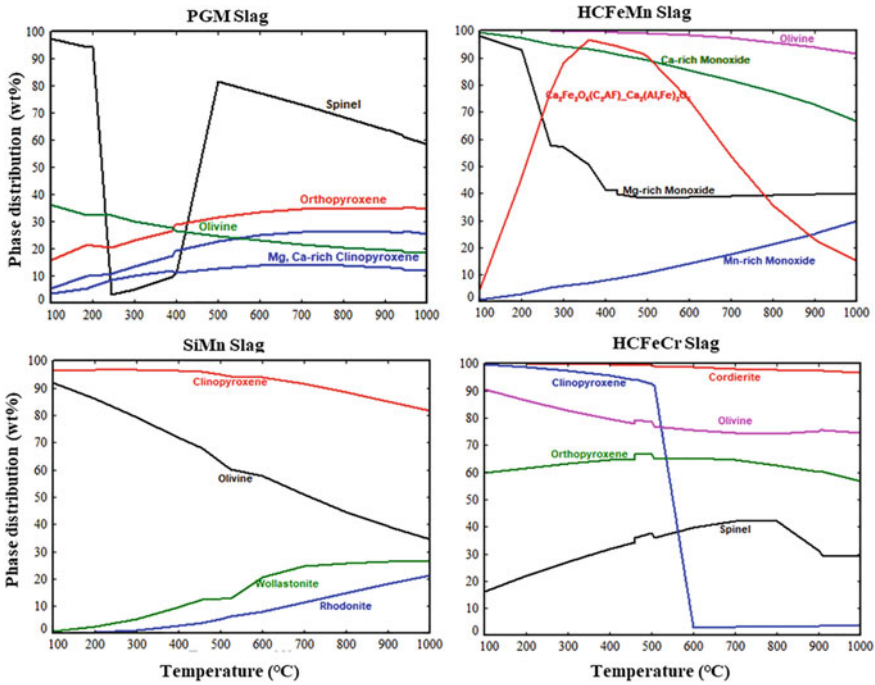 PGM Slag
HCFeMn Slag
Phase distribution (wt%)
100
90
80
70
60
50
40
30
20
10
0
Spinel
Orthopyroxene
Olivine
Mg, Ca-rich Clinopyroxene
100 200 300 400 500 600 700 800 900 1000
100
90
80
70
60
50
40
30
20
10
0
Olivine
Ca-rich Monoxide
Mg-rich Monoxide
Mn-rich Monoxide
100 200 300 400 500 600 700 800 900 1000
SiMn Slag
HCFeCr Slag
Phase distribution (wt%)
100
90
80
70
60
50
40
30
20
10
0
Clinopyroxene
Olivine
Wollastonite
Rhodonite
100 200 300 400 500 600 700 800 900 1000
Temperature (°C)
100
90
80
70
60
50
40
30
20
10
0
Clinopyroxene
Cordierite
Olivine
Orthopyroxene
Spinel
100 200 300 400 500 600 700 800 900 1000
Temperature (°C)